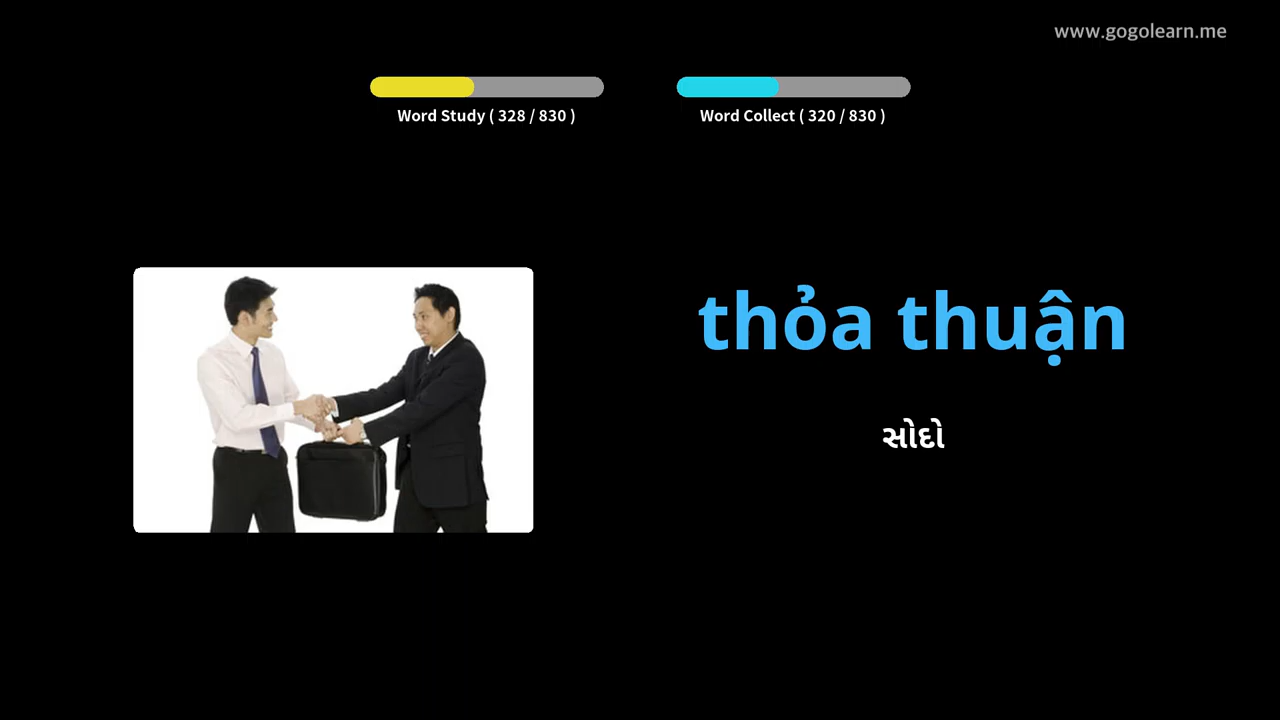 www.gogolearn.me
Word Study ( 328 / 830 )
Word Collect ( 320 / 830 )
thỏa thuận
સોદો